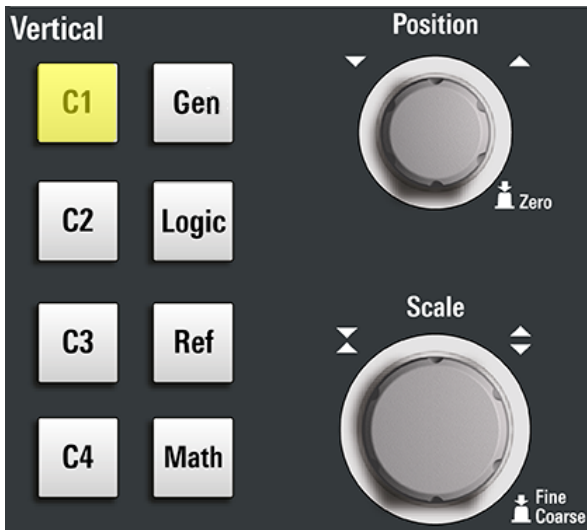 Vertical
Position
C1
Gen
Zero
C2
Logic
Scale
C3
Ref
C4
Math
Fine
Coarse